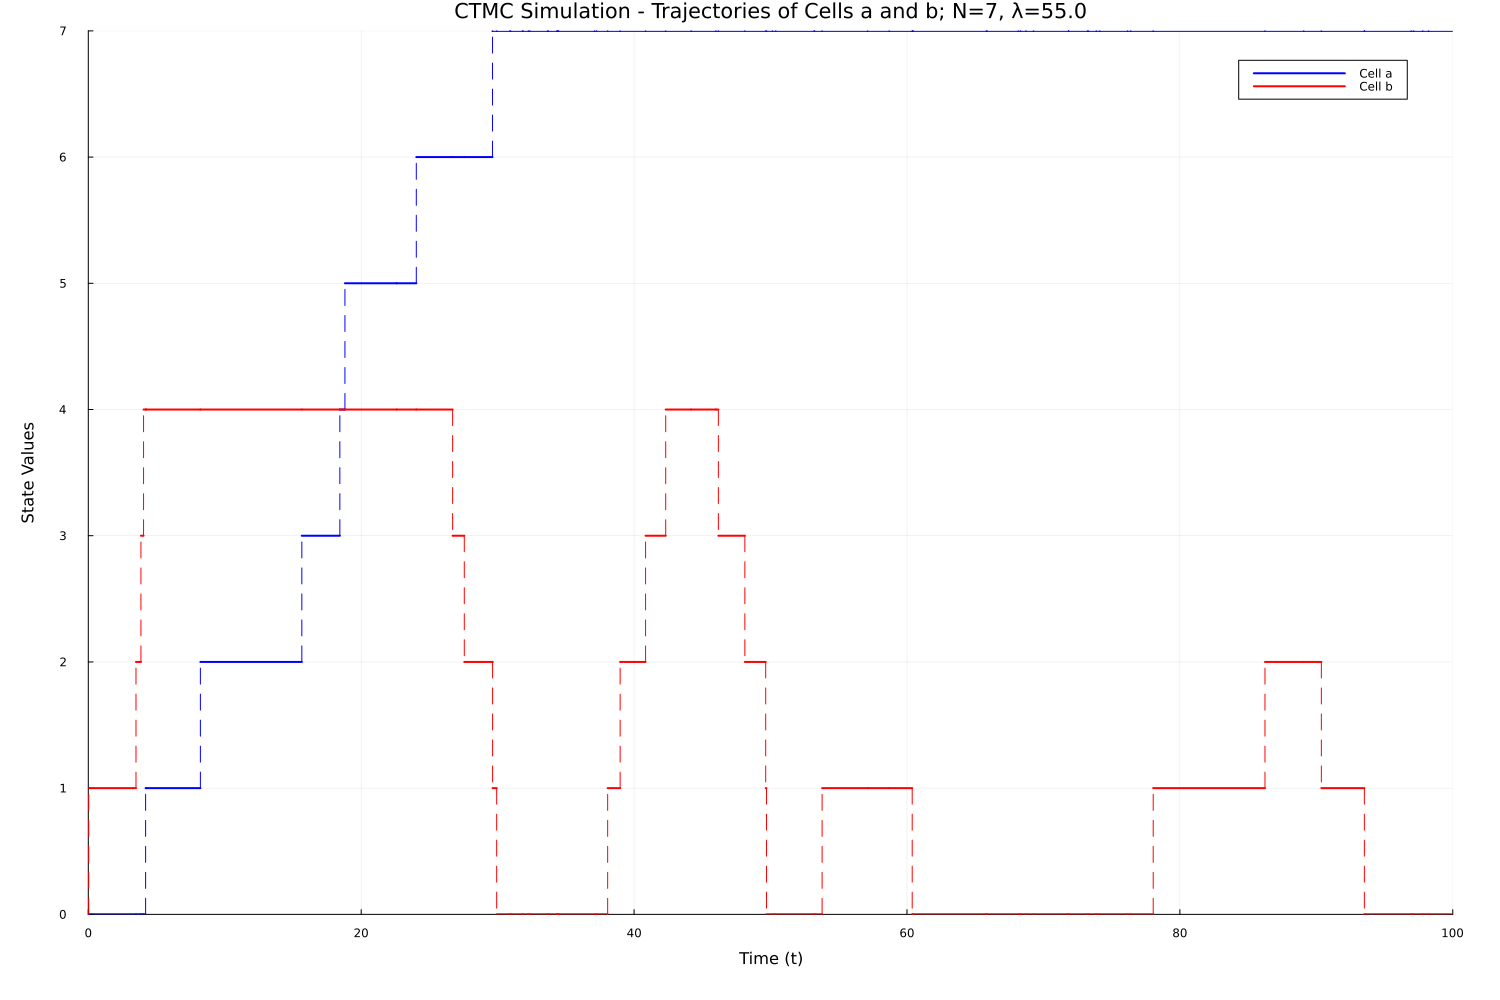 CTMC Simulation - Trajectories of Cells a and b; N=7, λ=55.0
7
6
5
4
3
2
1
0
State Values
Cell a
Cell b
0 20 40 60 80 100
Time (t)